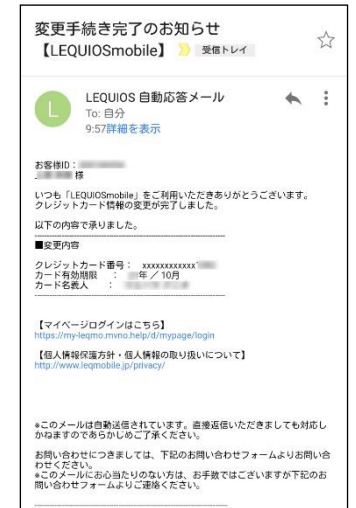 変更手続き完了のお知らせ
【LEQUIOSmobile】 受信トレイ
L
LEQUIOS 自動応答メール
To: 自分
9:57詳細を表示
お客様ID：
様
いつも「LEQUIOSmobile」をご利用いただきありがとうございます。
クレジットカード情報の変更が完了しました。
以下の内容で承りました。
■変更内容
クレジットカード番号： xxxxxxxxxxxx
カード有効期限 ： 年 / 10月
カード名義人 ：
【マイページログインはこちら】
https://my-leqmo.mvno.help/d/mypage/login
【個人情報保護方針・個人情報の取り扱いについて】
http://www.leqmobile.jp/privacy/
*このメールは自動送信されています。直接返信いただきましても対応し
かねますのであらかじめご了承ください。
お問い合わせにつきましては、下記のお問い合わせフォームよりお問い合
わせください。
*このメールにお心当たりのない方は、お手数ではございますが下記のお
問い合わせフォームよりご連絡ください。